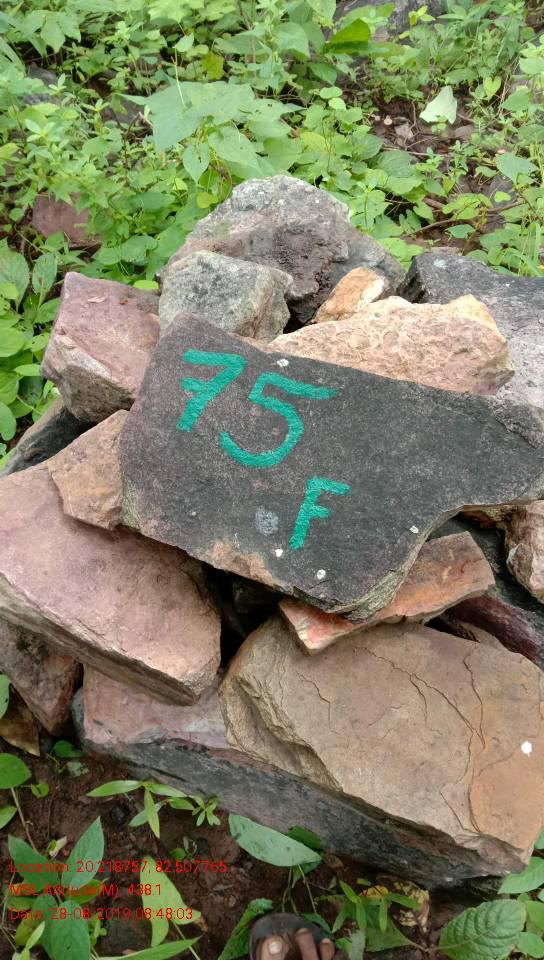 75
F
Location: 20.218757, 82.507765
MSL Altitude(M): 438.1
Date: 28-08-2019 08:48:03